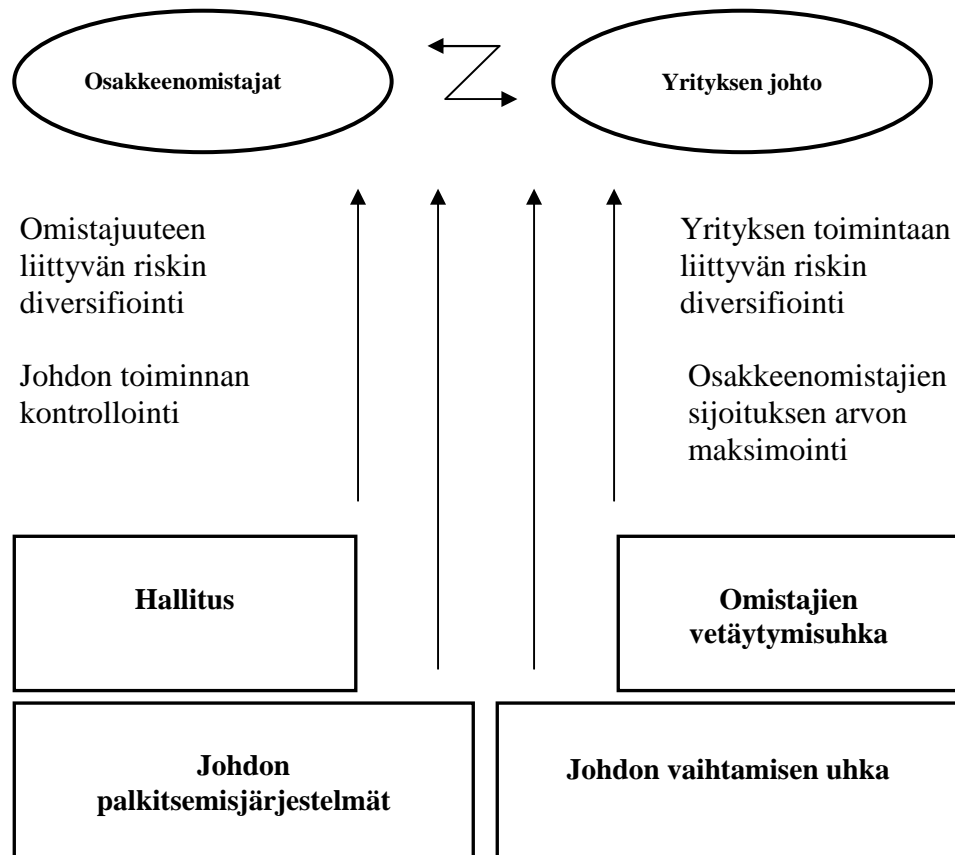 Osakkeenomistajat
Yrityksen johto
Omistajuuteen
liittyvän riskin
diversifiointi
Johdon toiminnan
kontrollointi
Yrityksen toimintaan
liittyvän riskin
diversifiointi
Osakkeenomistajien
sijoituksen arvon
maksimointi
Hallitus
Omistajien
vetäytymisuhka
Johdon
palkitsemisjärjestelmät
Johdon vaihtamisen uhka